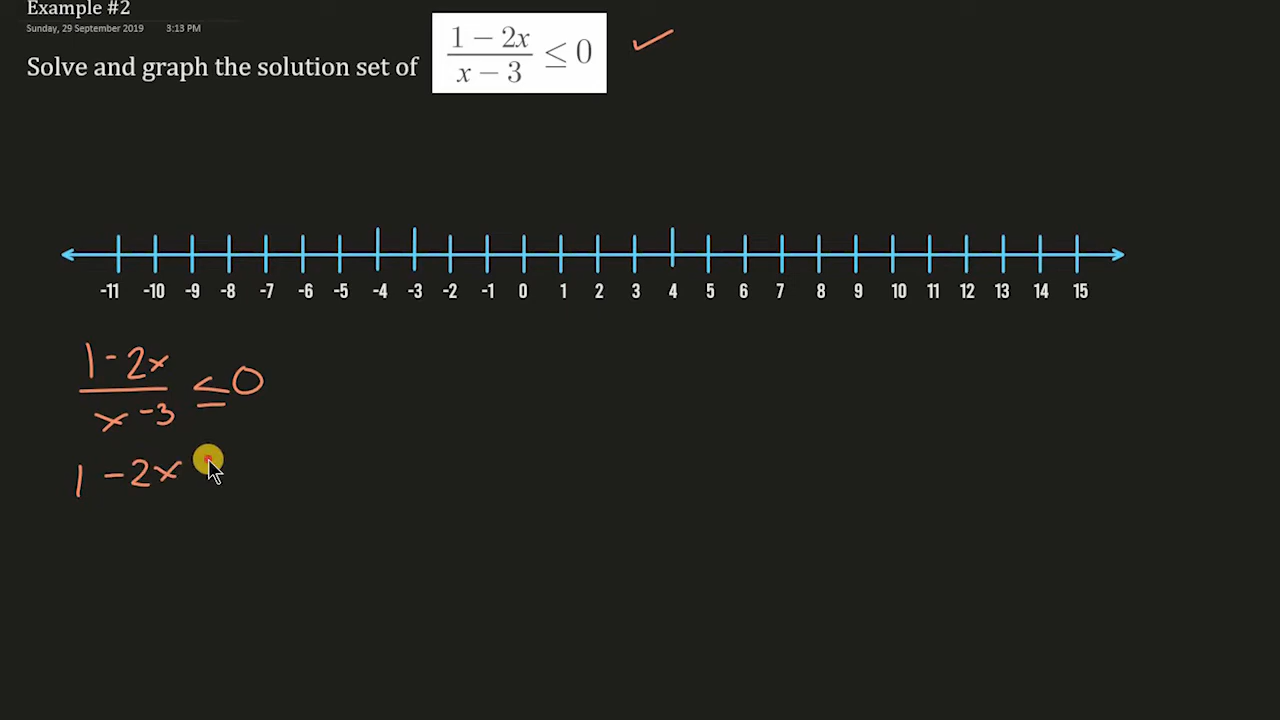 Example #2
Sunday, 29 September 2019 3:13 PM
Solve and graph the solution set of
1 − 2x
x − 3
≤ 0
-11 -10 -9 -8 -7 -6 -5 -4 -3 -2 -1 0 1 2 3 4 5 6 7 8 9 10 11 12 13 14 15
1 - 2x
x - 3
≤ 0
1 - 2x